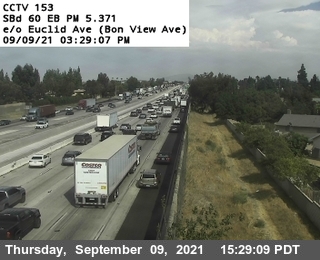 CCTV 153
SBd 60 EB PM 5.371
e/o Euclid Ave (Bon View Ave)
09/09/21 03:29:07 PM
COSTCO
Thursday, September 09, 2021 15:29:09 PDT